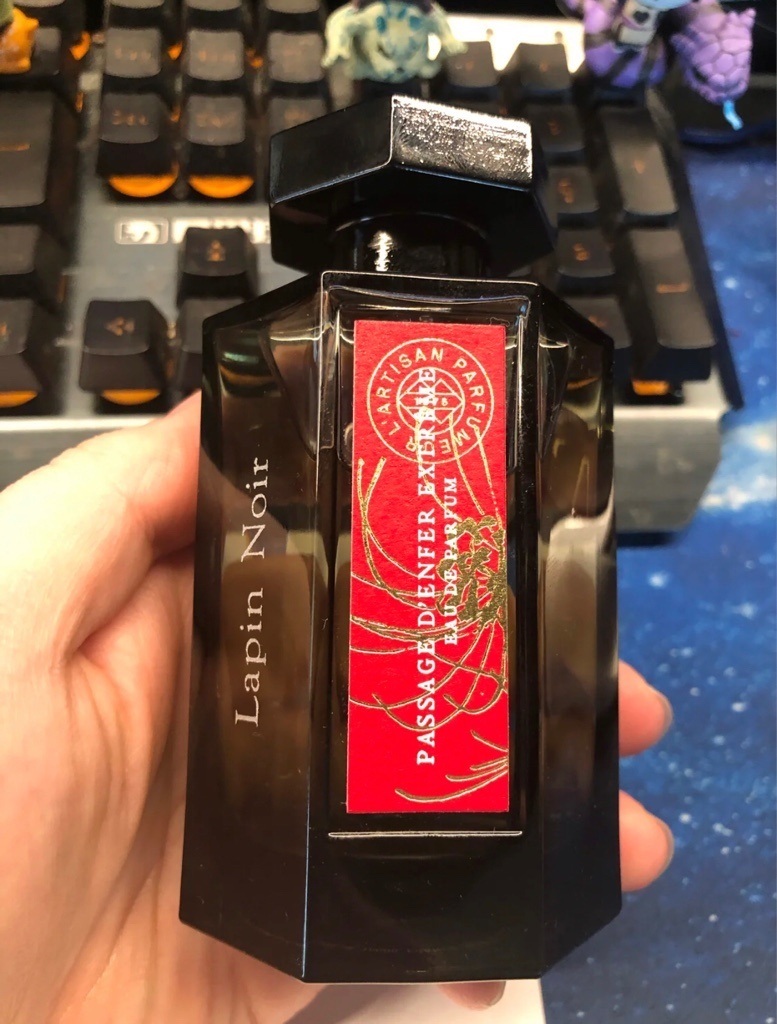 Lapin Noir
L'ARTISAN PARFUMEUR
PASSAGE D'ENFER EXTRÊME
EAU DE PARFUM